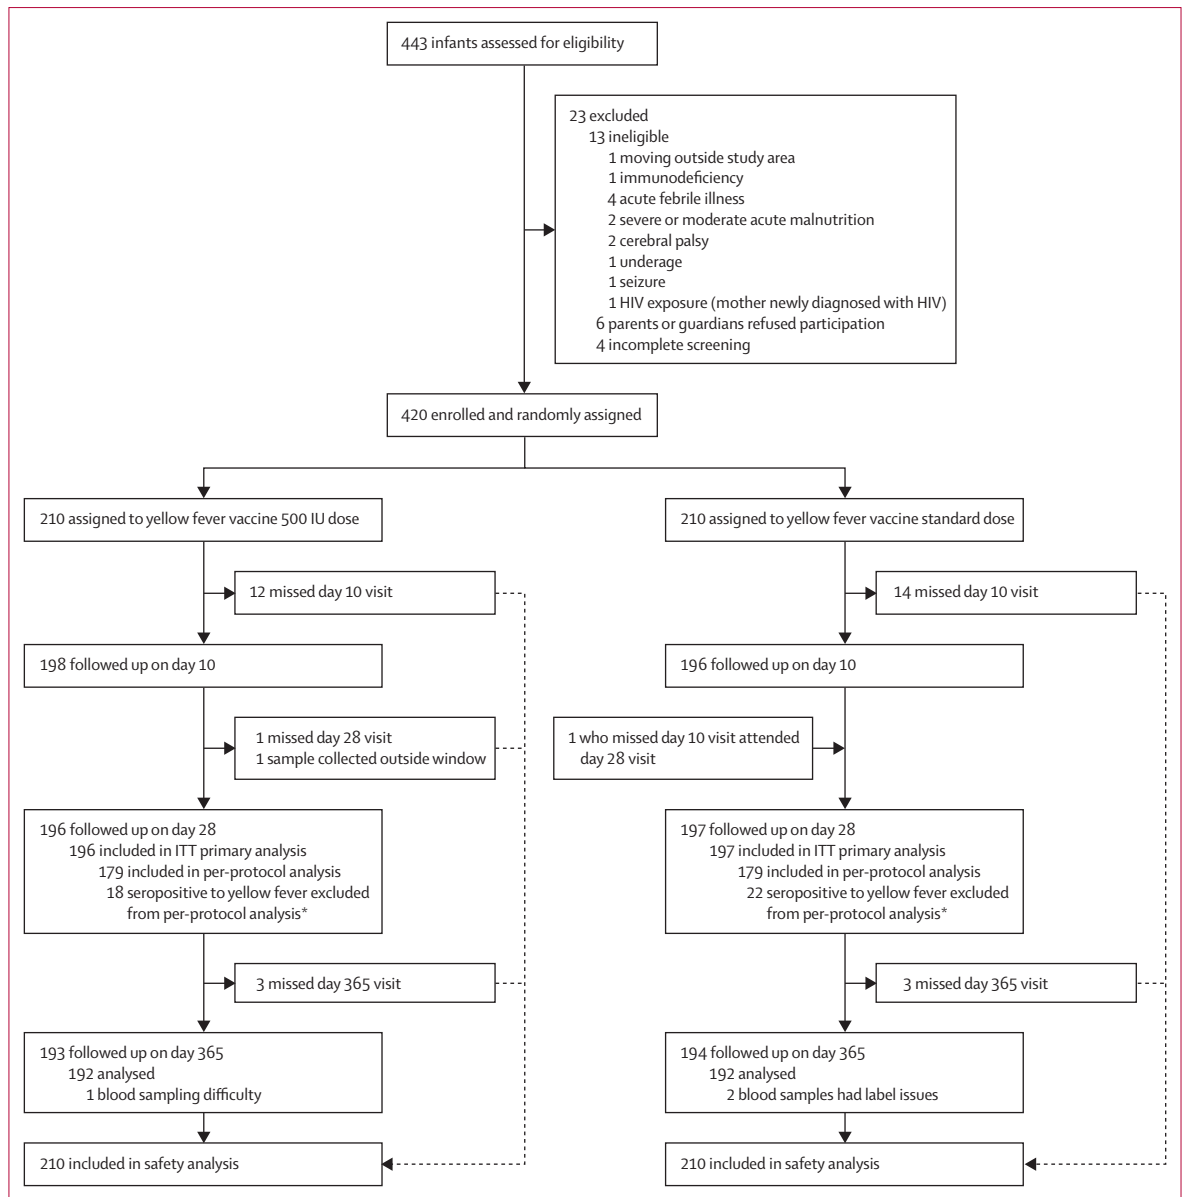 443 infants assessed for eligibility
23 excluded
13 ineligible
1 moving outside study area
1 immunodeficiency
4 acute febrile illness
2 severe or moderate acute malnutrition
2 cerebral palsy
1 underage
1 seizure
1 HIV exposure (mother newly diagnosed with HIV)
6 parents or guardians refused participation
4 incomplete screening
420 enrolled and randomly assigned
210 assigned to yellow fever vaccine 500 IU dose
12 missed day 10 visit
198 followed up on day 10
1 missed day 28 visit
1 sample collected outside window
196 followed up on day 28
196 included in ITT primary analysis
179 included in per-protocol analysis
18 seropositive to yellow fever excluded
from per-protocol analysis*
3 missed day 365 visit
193 followed up on day 365
192 analysed
1 blood sampling difficulty
210 included in safety analysis
210 assigned to yellow fever vaccine standard dose
14 missed day 10 visit
196 followed up on day 10
1 who missed day 10 visit attended
day 28 visit
197 followed up on day 28
197 included in ITT primary analysis
179 included in per-protocol analysis
22 seropositive to yellow fever excluded
from per-protocol analysis*
3 missed day 365 visit
194 followed up on day 365
192 analysed
2 blood samples had label issues
210 included in safety analysis